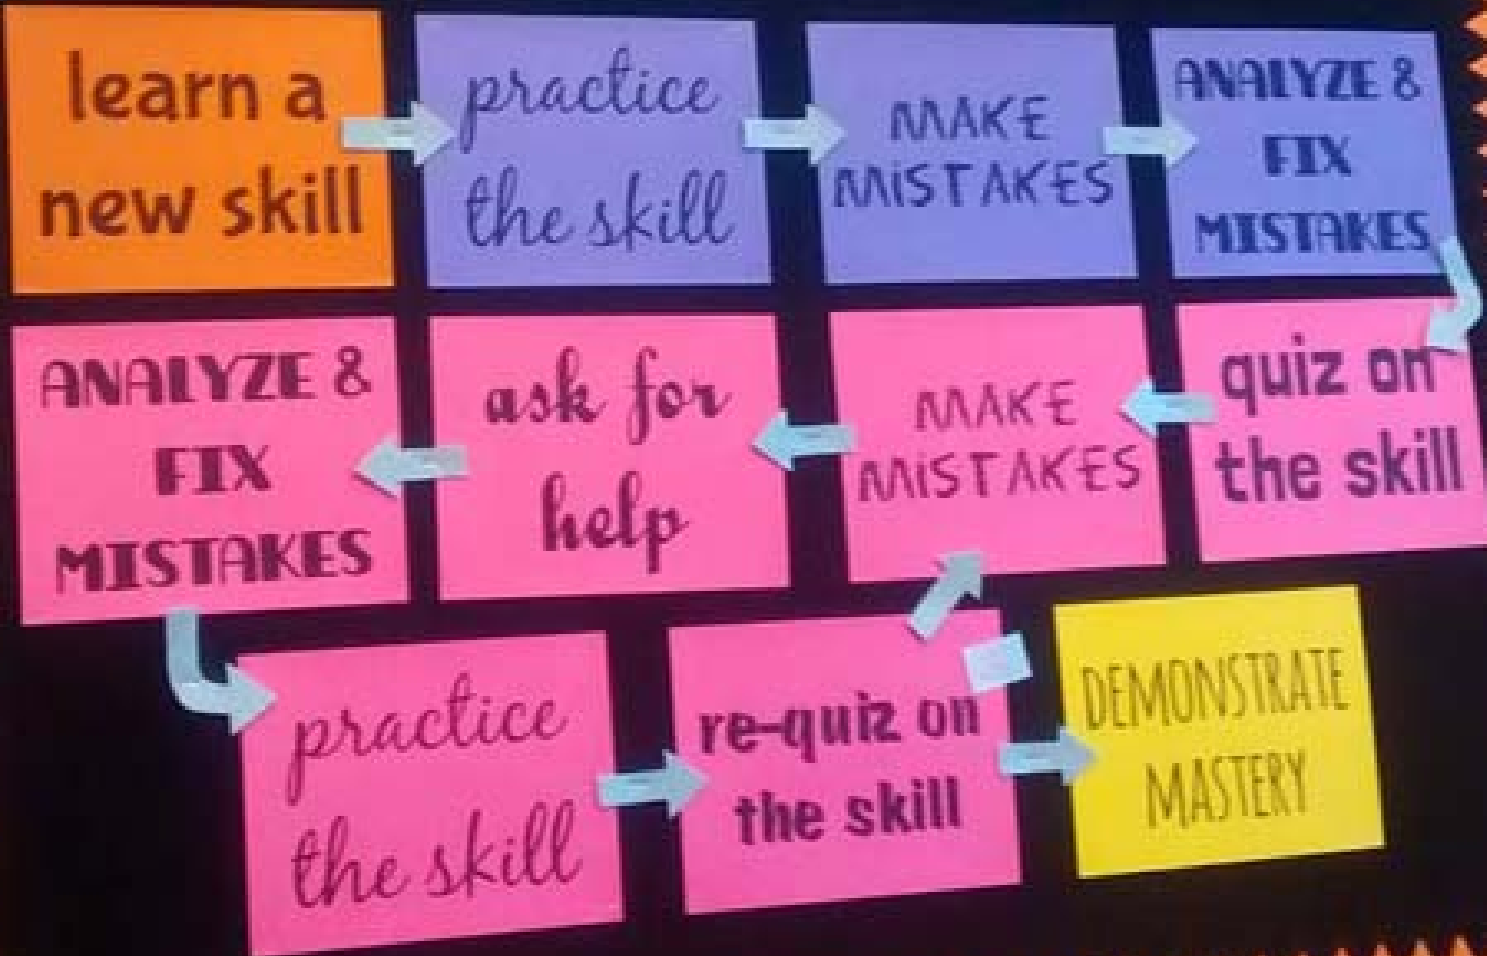 learn a
new skill
practice
the skill
MAKE
MiSTAKES
ANALYZE &
FIX
MISTAKES
quiz on
the skill
MAKE
MiSTAKES
ask for
help
ANALYZE &
FIX
MISTAKES
practice
the skill
re-quiz on
the skill
DEMONSTRATE
MASTERY